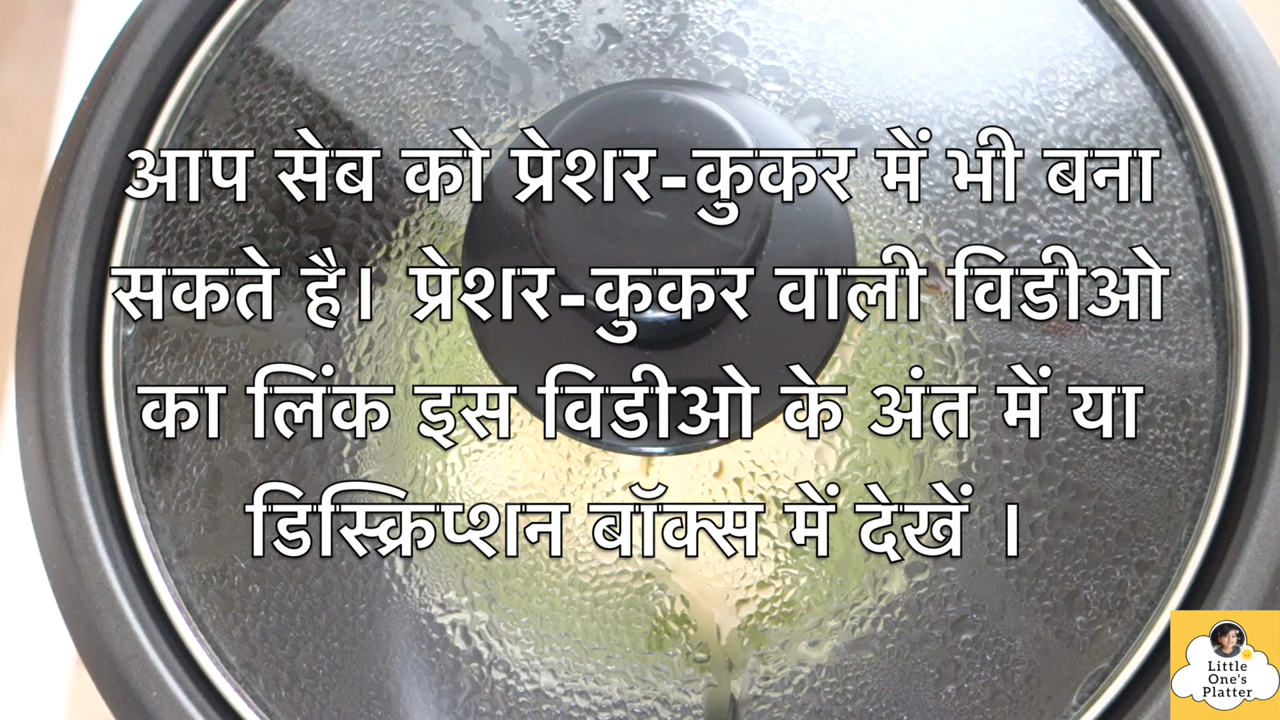 आप सेब को प्रेशर-कुकर में भी बना
सकते है। प्रेशर-कुकर वाली विडीओ
का लिंक इस विडीओ के अंत में या
डिस्क्रिप्शन बॉक्स में देखें ।
Little
One's
Platter